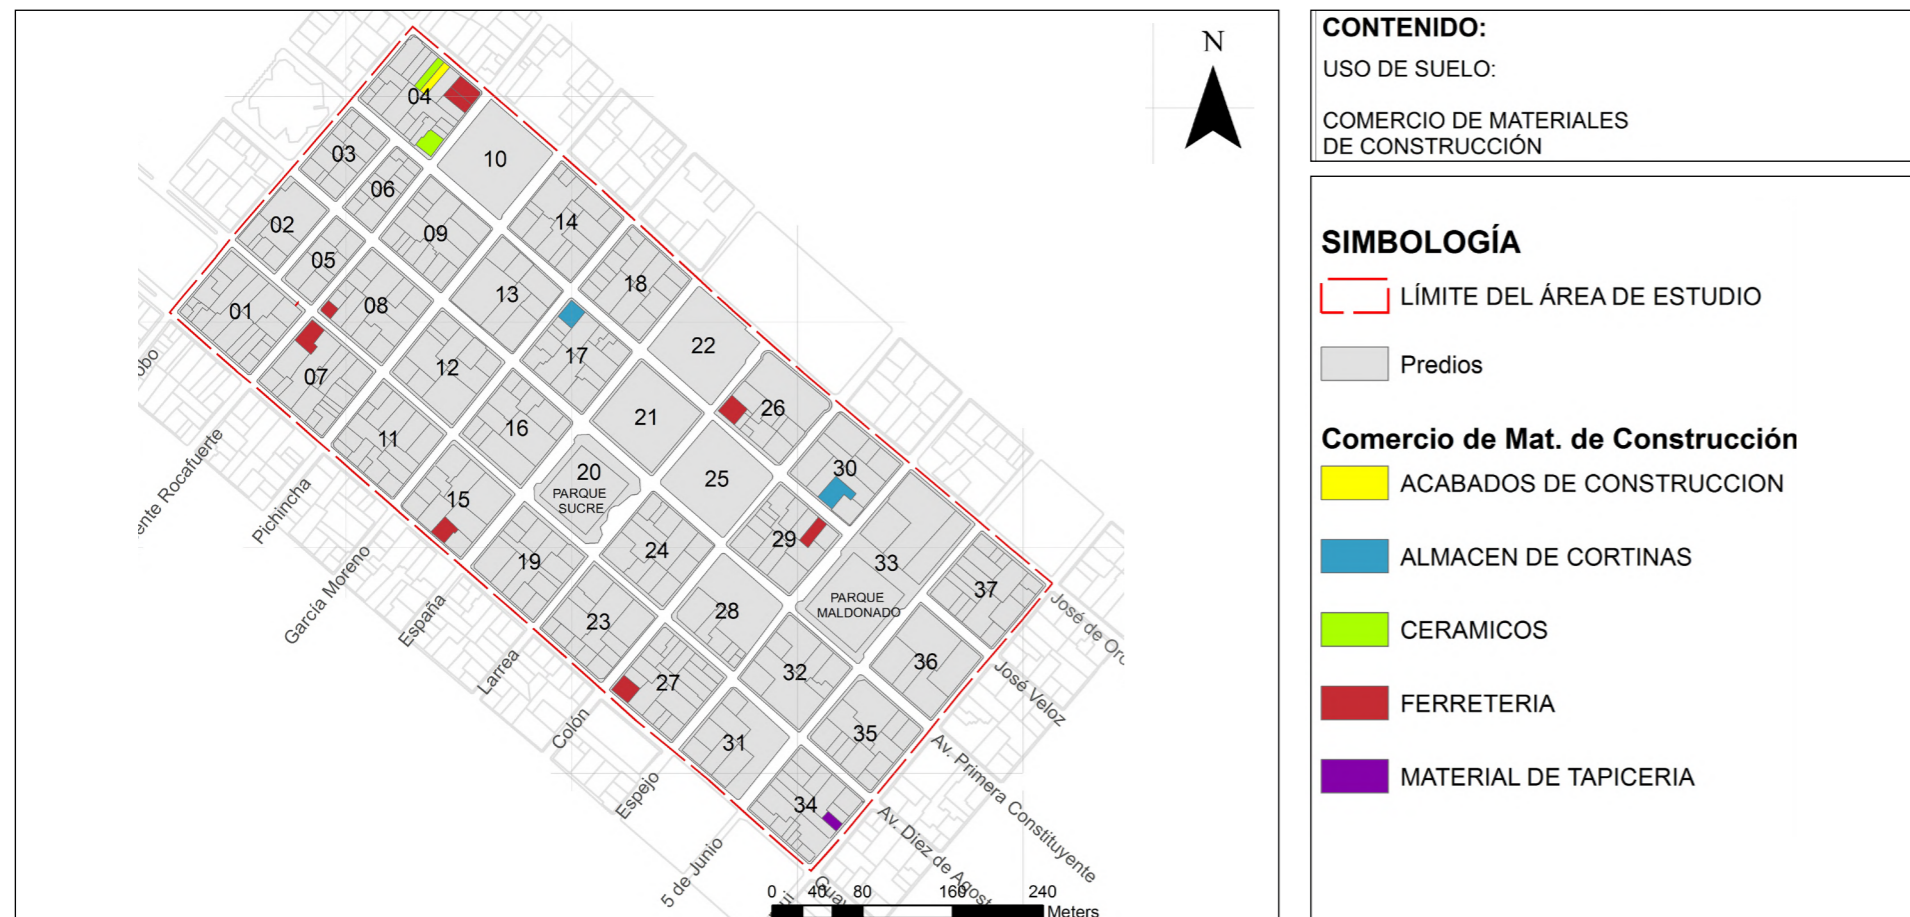 04
10
03
06
14
02
09
05
18
13
01
08
22
17
12
07
26
21
16
11
30
20
PARQUE
SUCRE
25
15
29
24
19
33
37
PARQUE
MALDONADO
28
23
36
32
27
35
31
34
Pichincha
García Moreno
España
Larrea
Colón
Espejo
5 de Junio
José Veloz
Av. Primera Constituyente
N
0 40 80 160 240
Meters
CONTENIDO:
USO DE SUELO:
COMERCIO DE MATERIALES
DE CONSTRUCCIÓN
SIMBOLOGÍA
LÍMITE DEL ÁREA DE ESTUDIO
Predios
Comercio de Mat. de Construcción
ACABADOS DE CONSTRUCCION
ALMACEN DE CORTINAS
CERAMICOS
FERRETERIA
MATERIAL DE TAPICERIA